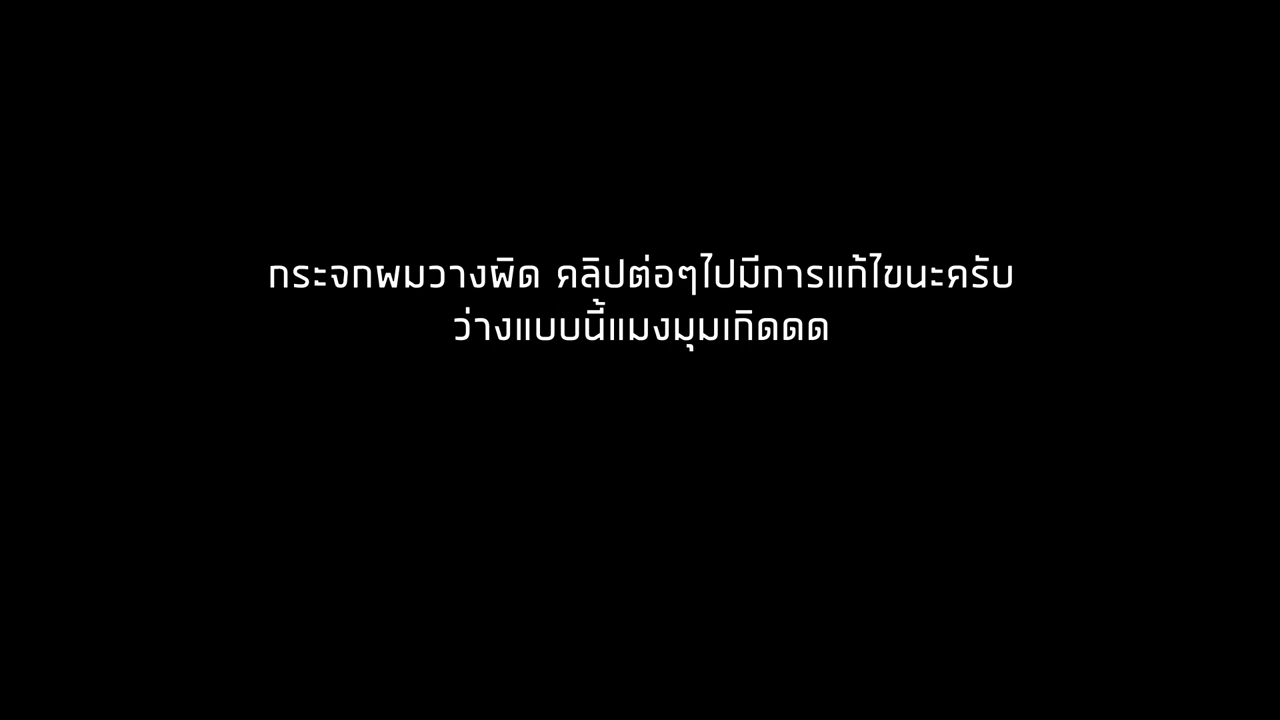 กระจกผมวางผิด คลิปต่อๆไปมีการแก้ไขนะครับ
ว่างแบบนี้แมงมุมเกิดดด